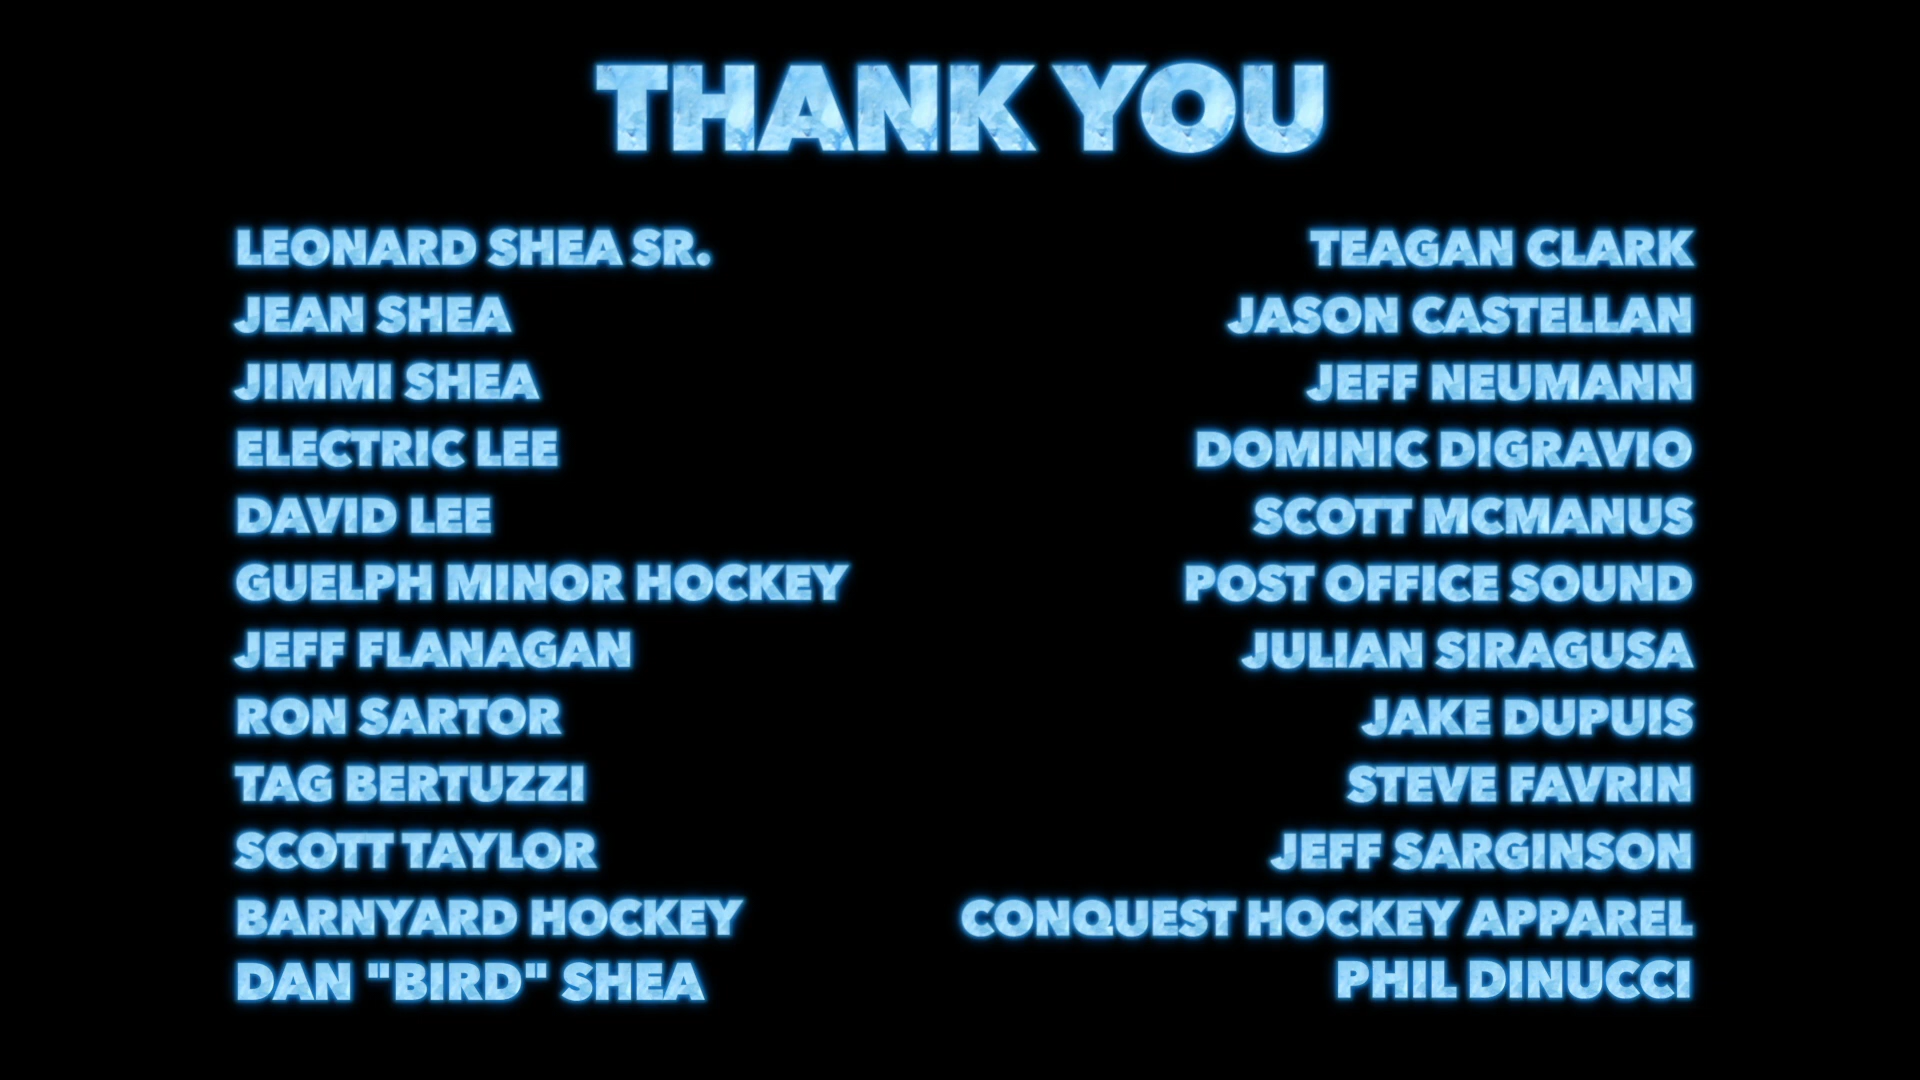 THANK YOU
LEONARD SHEA SR.
JEAN SHEA
JIMMI SHEA
ELECTRIC LEE
DAVID LEE
GUELPH MINOR HOCKEY
JEFF FLANAGAN
RON SARTOR
TAG BERTUZZI
SCOTT TAYLOR
BARNYARD HOCKEY
DAN "BIRD" SHEA
TEAGAN CLARK
JASON CASTELLAN
JEFF NEUMANN
DOMINIC DIGRAVIO
SCOTT MCMANUS
POST OFFICE SOUND
JULIAN SIRAGUSA
JAKE DUPUIS
STEVE FAVRIN
JEFF SARGINSON
CONQUEST HOCKEY APPAREL
PHIL DINUCCI